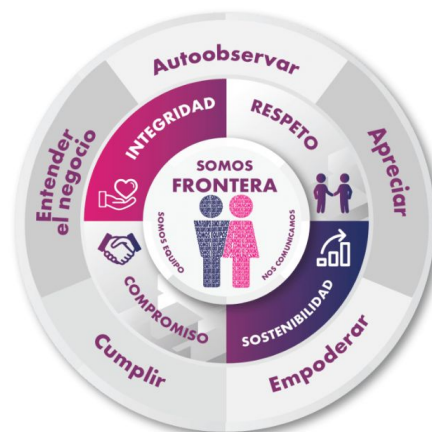 Autoobservar
Apreciar
Empoderar
Cumplir
Entender
el negocio
INTEGRIDAD
RESPETO
SOSTENIBILIDAD
COMPROMISO
SOMOS
FRONTERA
SOMOS EQUIPO
NOS COMUNICAMOS